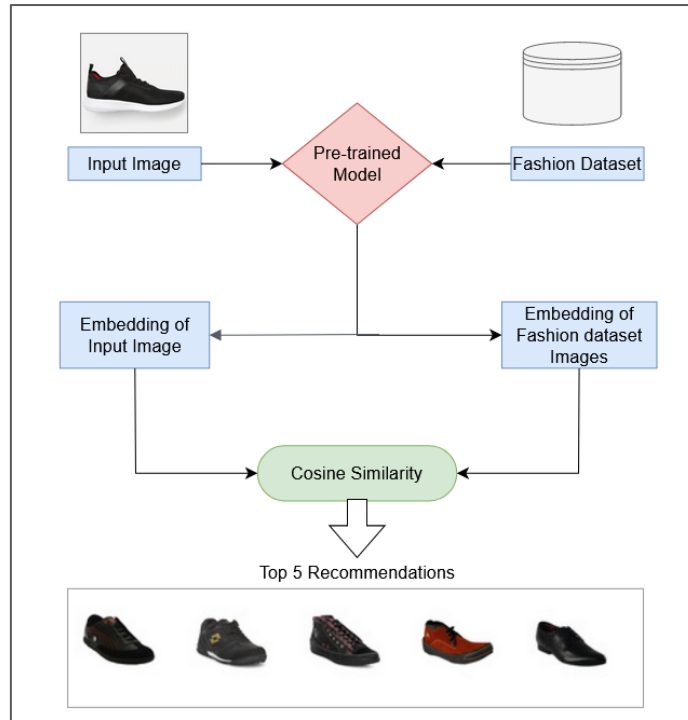 Input Image
Pre-trained
Model
Fashion Dataset
Embedding of
Input Image
Embedding of
Fashion dataset
Images
Cosine Similarity
Top 5 Recommendations